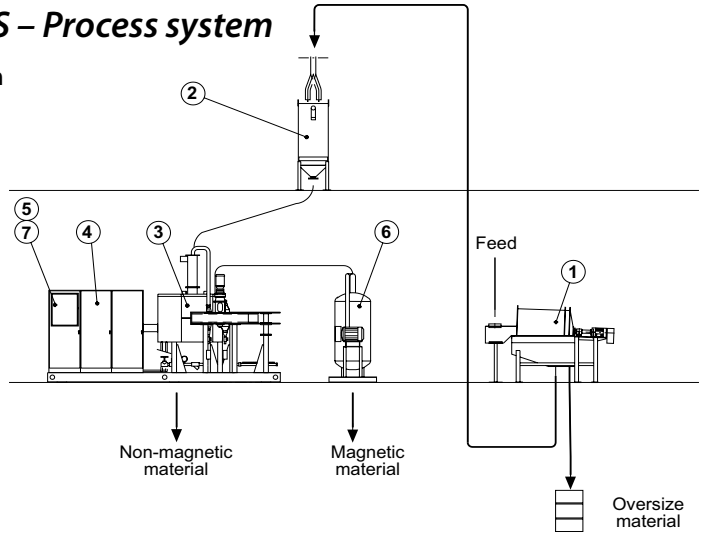 S – Process system
2
5
7
4
3
6
Feed
1
Non-magnetic
material
Magnetic
material
Oversize
material